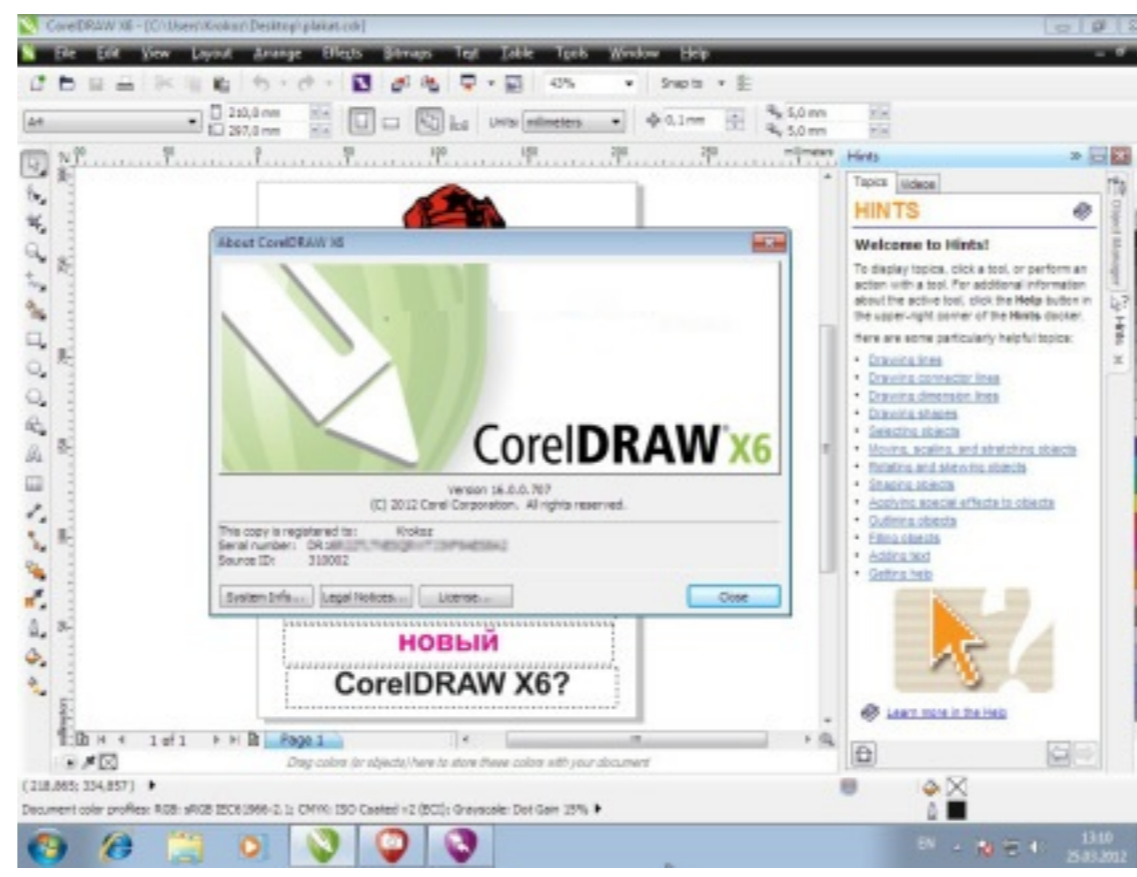 CorelDRAW X6 - [C:\Users\Krokoz\Desktop\plakat.cdr]
File Edit View Layout Arrange Effects Bitmaps Text Table Tools Window Help
43% Snap to
A4 210,0 mm 297,0 mm Units: millimeters 0,1 mm 5,0 mm 5,0 mm
millimeters
Hints
Topics Videos
HINTS
Welcome to Hints!
To display topics, click a tool, or perform an
action with a tool. For additional information
about the active tool, click the Help button in
the upper-right corner of the Hints docker.
Here are some particularly helpful topics:
Drawing lines
Drawing connector lines
Drawing dimension lines
Drawing shapes
Selecting objects
Moving, scaling, and stretching objects
Rotating and skewing objects
Shaping objects
Applying special effects to objects
Outlining objects
Filling objects
Adding text
Getting help
Learn more in the Help
Object Manager
Hints
About CorelDRAW X6
CorelDRAW X6
Version 16.0.0.707
(C) 2012 Corel Corporation. All rights reserved.
This copy is registered to: Krokoz
Serial number:
Source ID: 310002
System Info... Legal Notices... License... Close
новый
CorelDRAW X6?
1 of 1 Page 1
Drag colors (or objects) here to store these colors with your document
(218,865; 334,857)
Document color profiles: RGB: sRGB IEC61966-2.1; CMYK: ISO Coated v2 (ECI); Grayscale: Dot Gain 15%
EN 13:10
25.03.2012